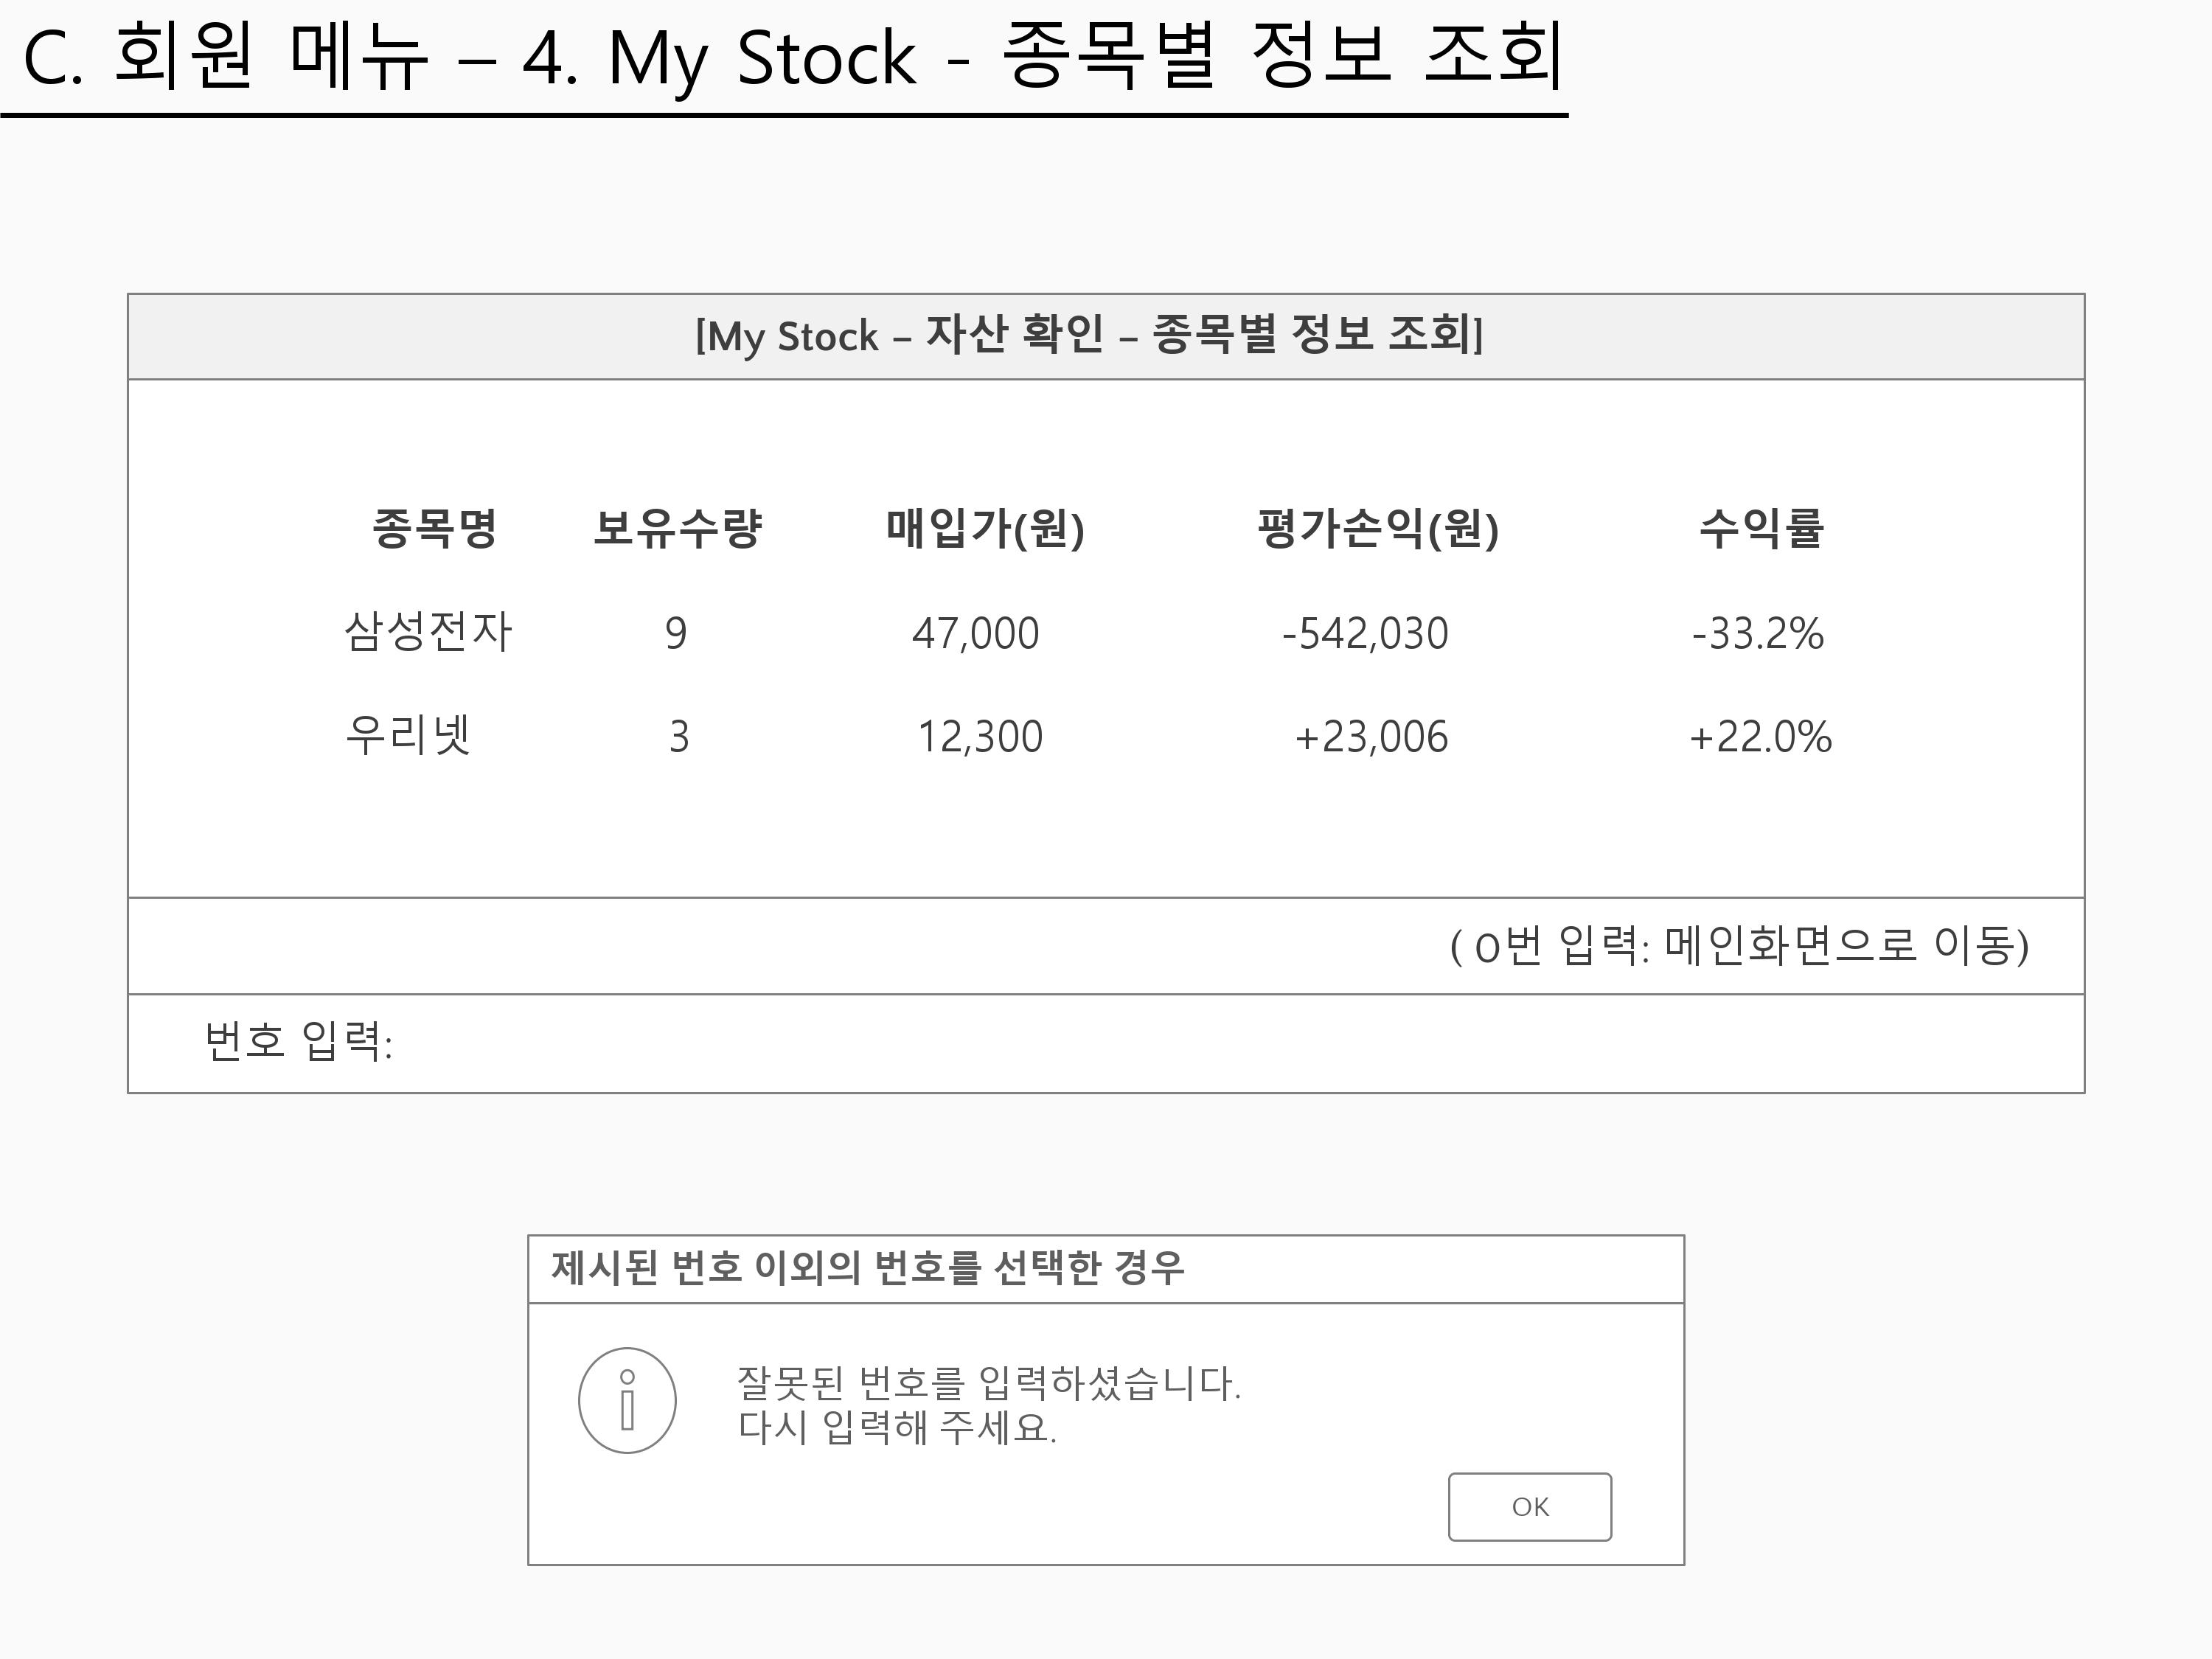 C. 회원 메뉴 – 4. My Stock - 종목별 정보 조회
[My Stock – 자산 확인 – 종목별 정보 조회]
종목명 보유수량 매입가(원) 평가손익(원) 수익률
삼성전자 9 47,000 -542,030 -33.2%
우리넷 3 12,300 +23,006 +22.0%
( 0번 입력: 메인화면으로 이동)
번호 입력:
제시된 번호 이외의 번호를 선택한 경우
잘못된 번호를 입력하셨습니다.
다시 입력해 주세요.
OK